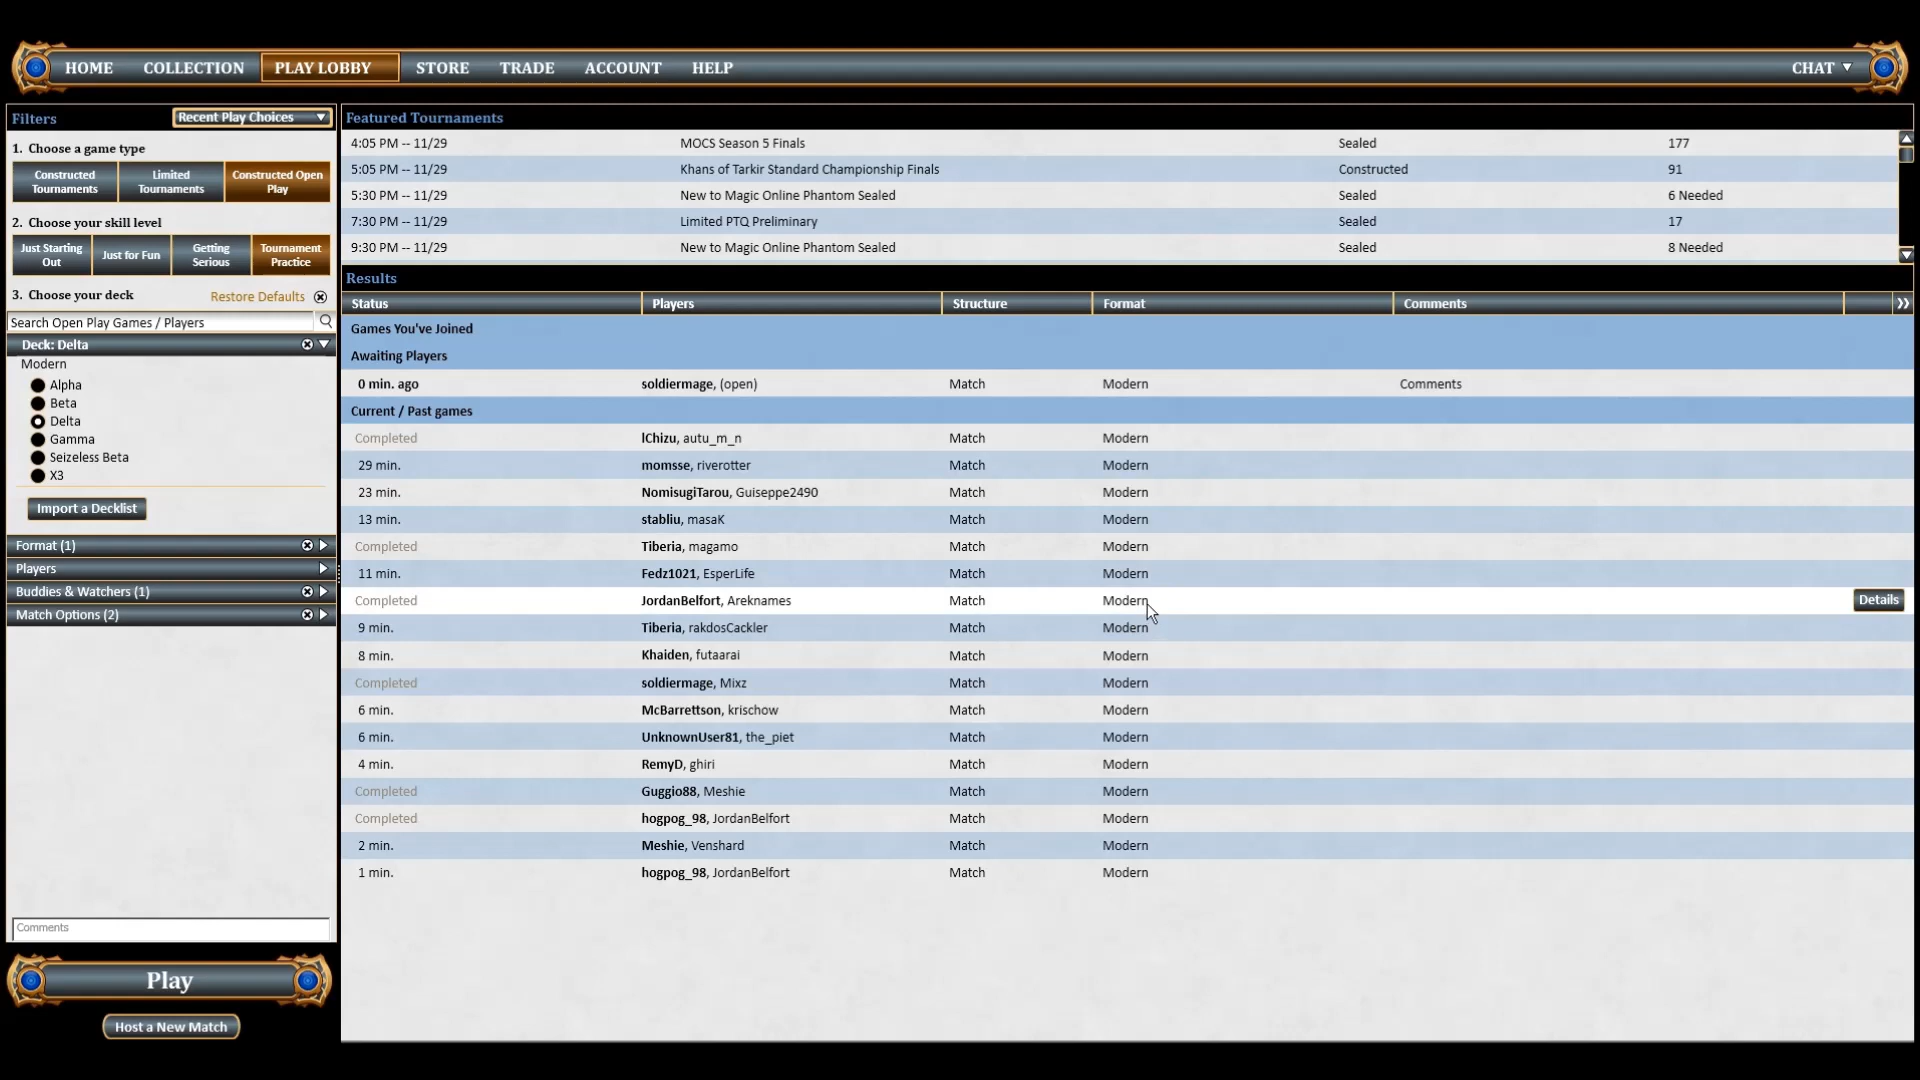 HOME COLLECTION PLAY LOBBY STORE TRADE ACCOUNT HELP CHAT
Filters Recent Play Choices
1. Choose a game type
Constructed Tournaments Limited Tournaments Constructed Open Play
2. Choose your skill level
Just Starting Out Just for Fun Getting Serious Tournament Practice
3. Choose your deck Restore Defaults
Search Open Play Games / Players
Deck: Delta
Modern
Alpha
Beta
Delta
Gamma
Seizeless Beta
X3
Import a Decklist
Format (1)
Players
Buddies & Watchers (1)
Match Options (2)
Comments
Play
Host a New Match
Featured Tournaments
4:05 PM -- 11/29 MOCS Season 5 Finals Sealed 177
5:05 PM -- 11/29 Khans of Tarkir Standard Championship Finals Constructed 91
5:30 PM -- 11/29 New to Magic Online Phantom Sealed Sealed 6 Needed
7:30 PM -- 11/29 Limited PTQ Preliminary Sealed 17
9:30 PM -- 11/29 New to Magic Online Phantom Sealed Sealed 8 Needed
Results
Status Players Structure Format Comments
Games You've Joined
Awaiting Players
0 min. ago soldiermage, (open) Match Modern Comments
Current / Past games
Completed lChizu, autu_m_n Match Modern
29 min. momsse, riverotter Match Modern
23 min. NomisugiTarou, Guiseppe2490 Match Modern
13 min. stabliu, masaK Match Modern
Completed Tiberia, magamo Match Modern
11 min. Fedz1021, EsperLife Match Modern
Completed JordanBelfort, Areknames Match Modern Details
9 min. Tiberia, rakdosCackler Match Modern
8 min. Khaiden, futaarai Match Modern
Completed soldiermage, Mixz Match Modern
6 min. McBarrettson, krischow Match Modern
6 min. UnknownUser81, the_piet Match Modern
4 min. RemyD, ghiri Match Modern
Completed Guggio88, Meshie Match Modern
Completed hogpog_98, JordanBelfort Match Modern
2 min. Meshie, Venshard Match Modern
1 min. hogpog_98, JordanBelfort Match Modern